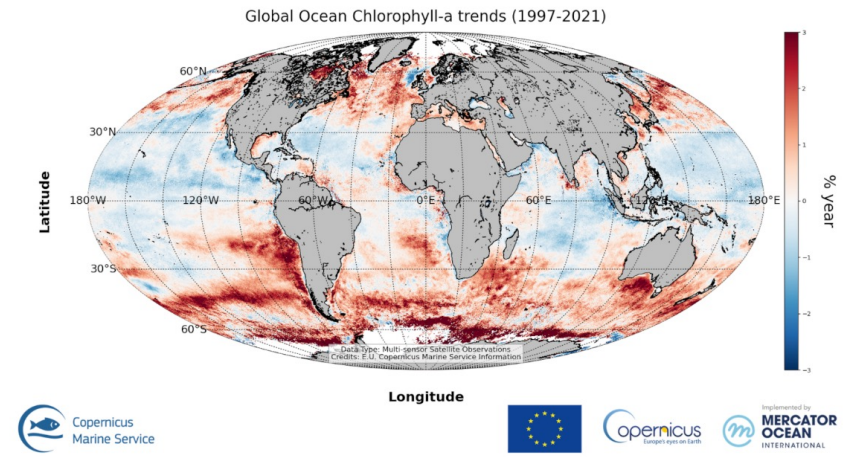 Global Ocean Chlorophyll-a trends (1997-2021)
60°N
30°N
180°W 120°W 60°W 0°E 60°E 120°E 180°E
30°S
60°S
Latitude
Longitude
3
2
1
0
−1
−2
−3
% year
Data Type: Multi-sensor Satellite Observations
Credits: E.U. Copernicus Marine Service Information
Copernicus
Marine Service
opernicus
Europe's eyes on Earth
Implemented by
MERCATOR
OCEAN
INTERNATIONAL